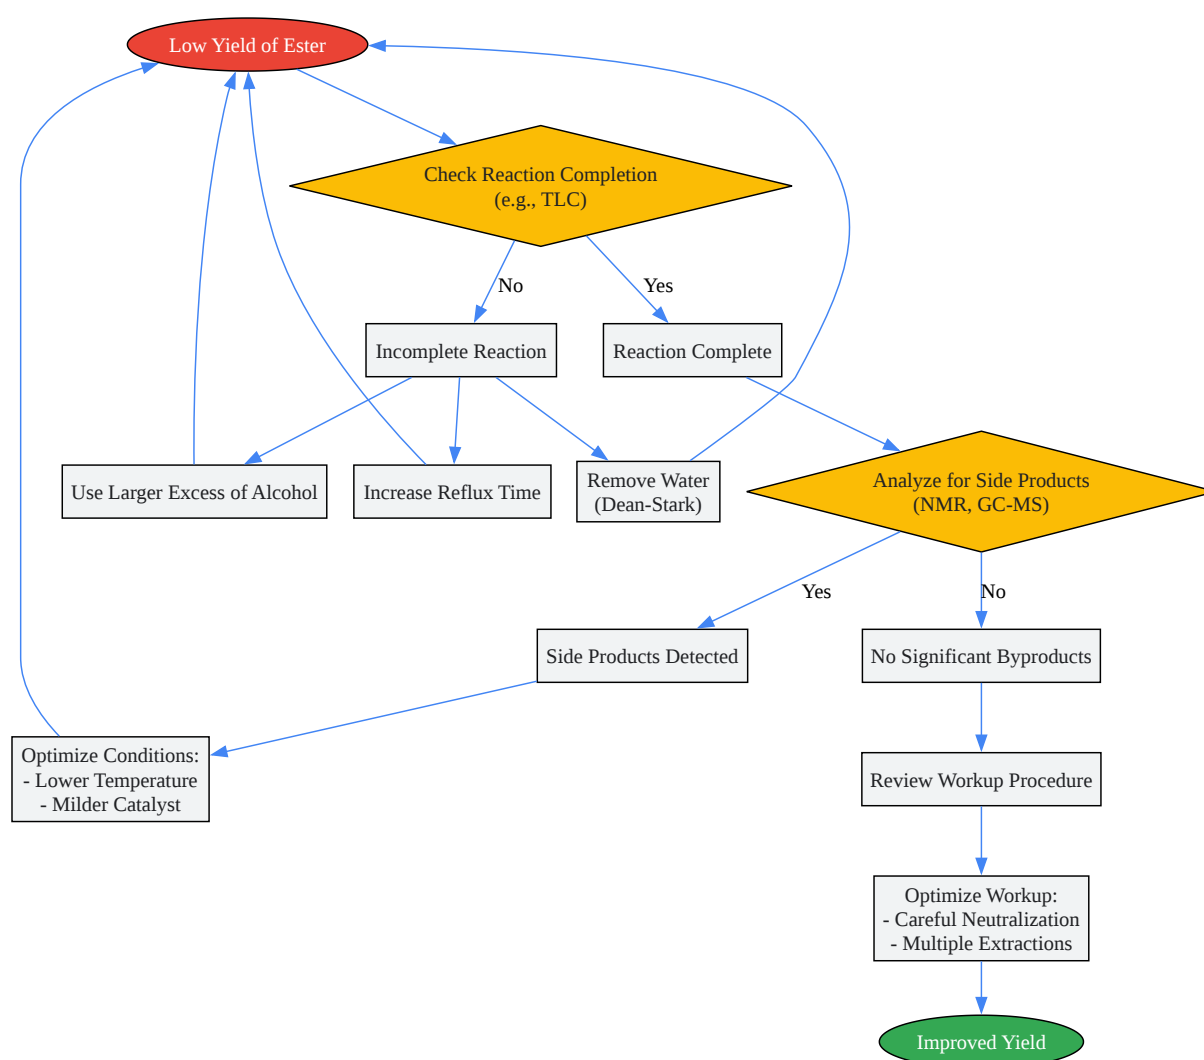 Low Yield of Ester
Check Reaction Completion
(e.g., TLC)
No
Yes
Incomplete Reaction
Reaction Complete
Use Larger Excess of Alcohol
Increase Reflux Time
Remove Water
(Dean-Stark)
Analyze for Side Products
(NMR, GC-MS)
Yes
No
Side Products Detected
No Significant Byproducts
Optimize Conditions:
- Lower Temperature
- Milder Catalyst
Review Workup Procedure
Optimize Workup:
- Careful Neutralization
- Multiple Extractions
Improved Yield